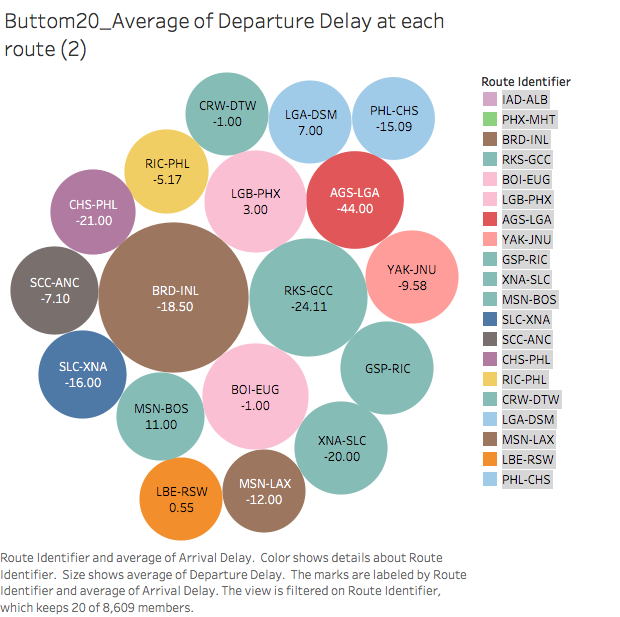 Buttom20_Average of Departure Delay at each
route (2)
CRW-DTW
-1.00
LGA-DSM
7.00
PHL-CHS
-15.09
RIC-PHL
-5.17
LGB-PHX
3.00
AGS-LGA
-44.00
CHS-PHL
-21.00
SCC-ANC
-7.10
BRD-INL
-18.50
RKS-GCC
-24.11
YAK-JNU
-9.58
SLC-XNA
-16.00
MSN-BOS
11.00
BOI-EUG
-1.00
GSP-RIC
XNA-SLC
-20.00
LBE-RSW
0.55
MSN-LAX
-12.00
Route Identifier
IAD-ALB
PHX-MHT
BRD-INL
RKS-GCC
BOI-EUG
LGB-PHX
AGS-LGA
YAK-JNU
GSP-RIC
XNA-SLC
MSN-BOS
SLC-XNA
SCC-ANC
CHS-PHL
RIC-PHL
CRW-DTW
LGA-DSM
MSN-LAX
LBE-RSW
PHL-CHS
Route Identifier and average of Arrival Delay.  Color shows details about Route
Identifier.  Size shows average of Departure Delay.  The marks are labeled by Route
Identifier and average of Arrival Delay. The view is filtered on Route Identifier,
which keeps 20 of 8,609 members.